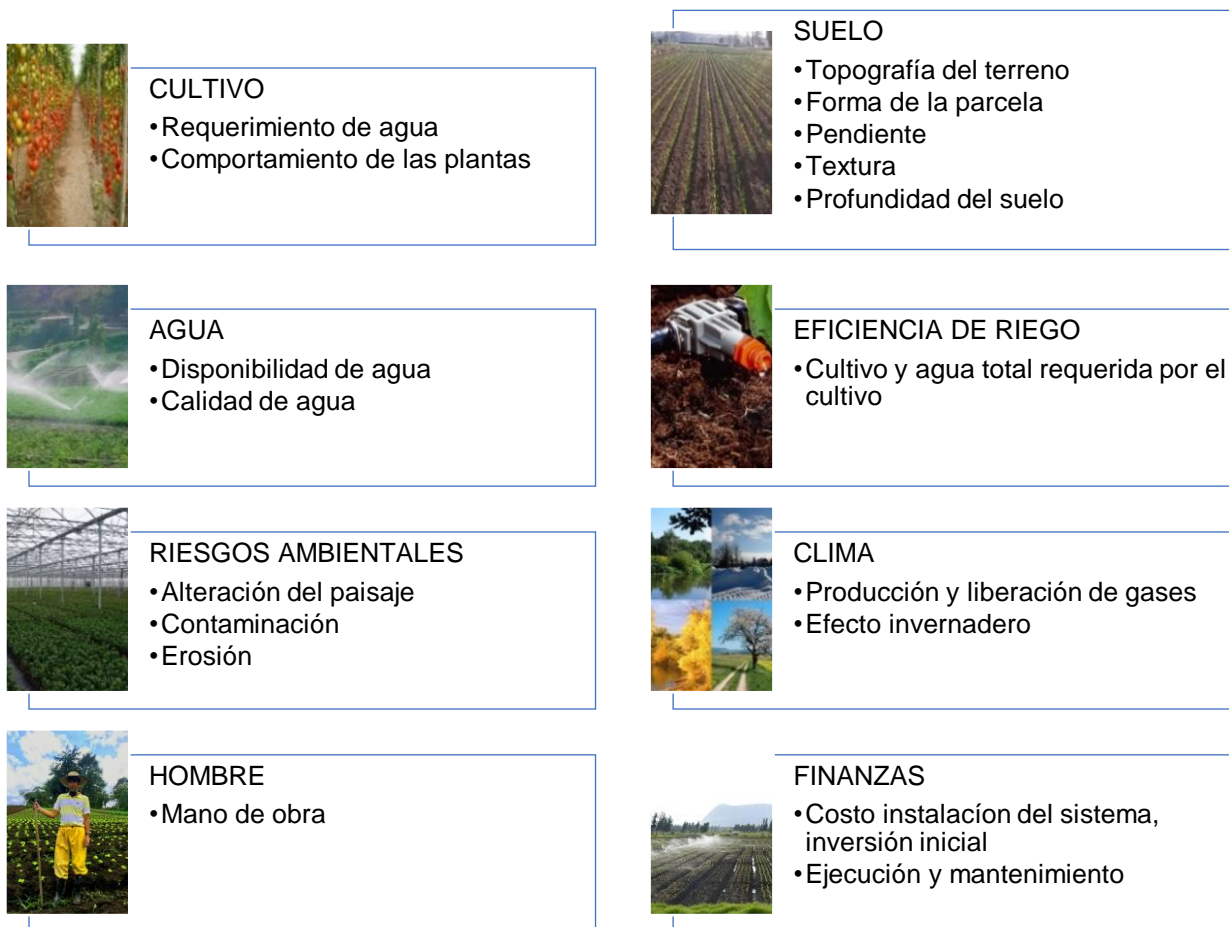 CULTIVO
•Requerimiento de agua
•Comportamiento de las plantas
SUELO
•Topografía del terreno
•Forma de la parcela
•Pendiente
•Textura
•Profundidad del suelo
AGUA
•Disponibilidad de agua
•Calidad de agua
EFICIENCIA DE RIEGO
•Cultivo y agua total requerida por el
cultivo
RIESGOS AMBIENTALES
•Alteración del paisaje
•Contaminación
•Erosión
CLIMA
•Producción y liberación de gases
•Efecto invernadero
HOMBRE
•Mano de obra
FINANZAS
•Costo instalacíon del sistema,
inversión inicial
•Ejecución y mantenimiento